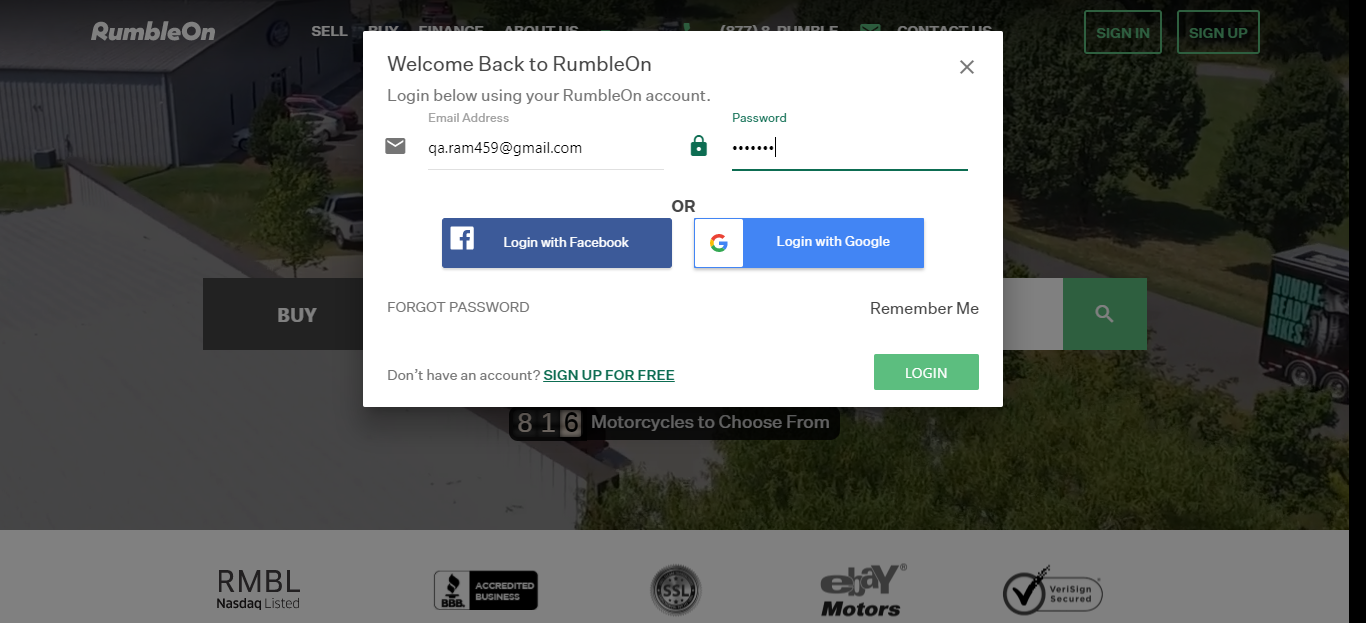 RumbleOn
SELL BUY FINANCE ABOUT US (877) 8-RUMBLE CONTACT US SIGN IN SIGN UP
Welcome Back to RumbleOn
Login below using your RumbleOn account.
Email Address Password
qa.ram459@gmail.com •••••••
OR
Login with Facebook Login with Google
FORGOT PASSWORD Remember Me
Don't have an account? SIGN UP FOR FREE LOGIN
BUY
RUMBLE
READY
BIKES.
816 Motorcycles to Choose From
RMBL
Nasdaq Listed
BBB. ACCREDITED
BUSINESS
SSL
ebay®
Motors
VeriSign
Secured